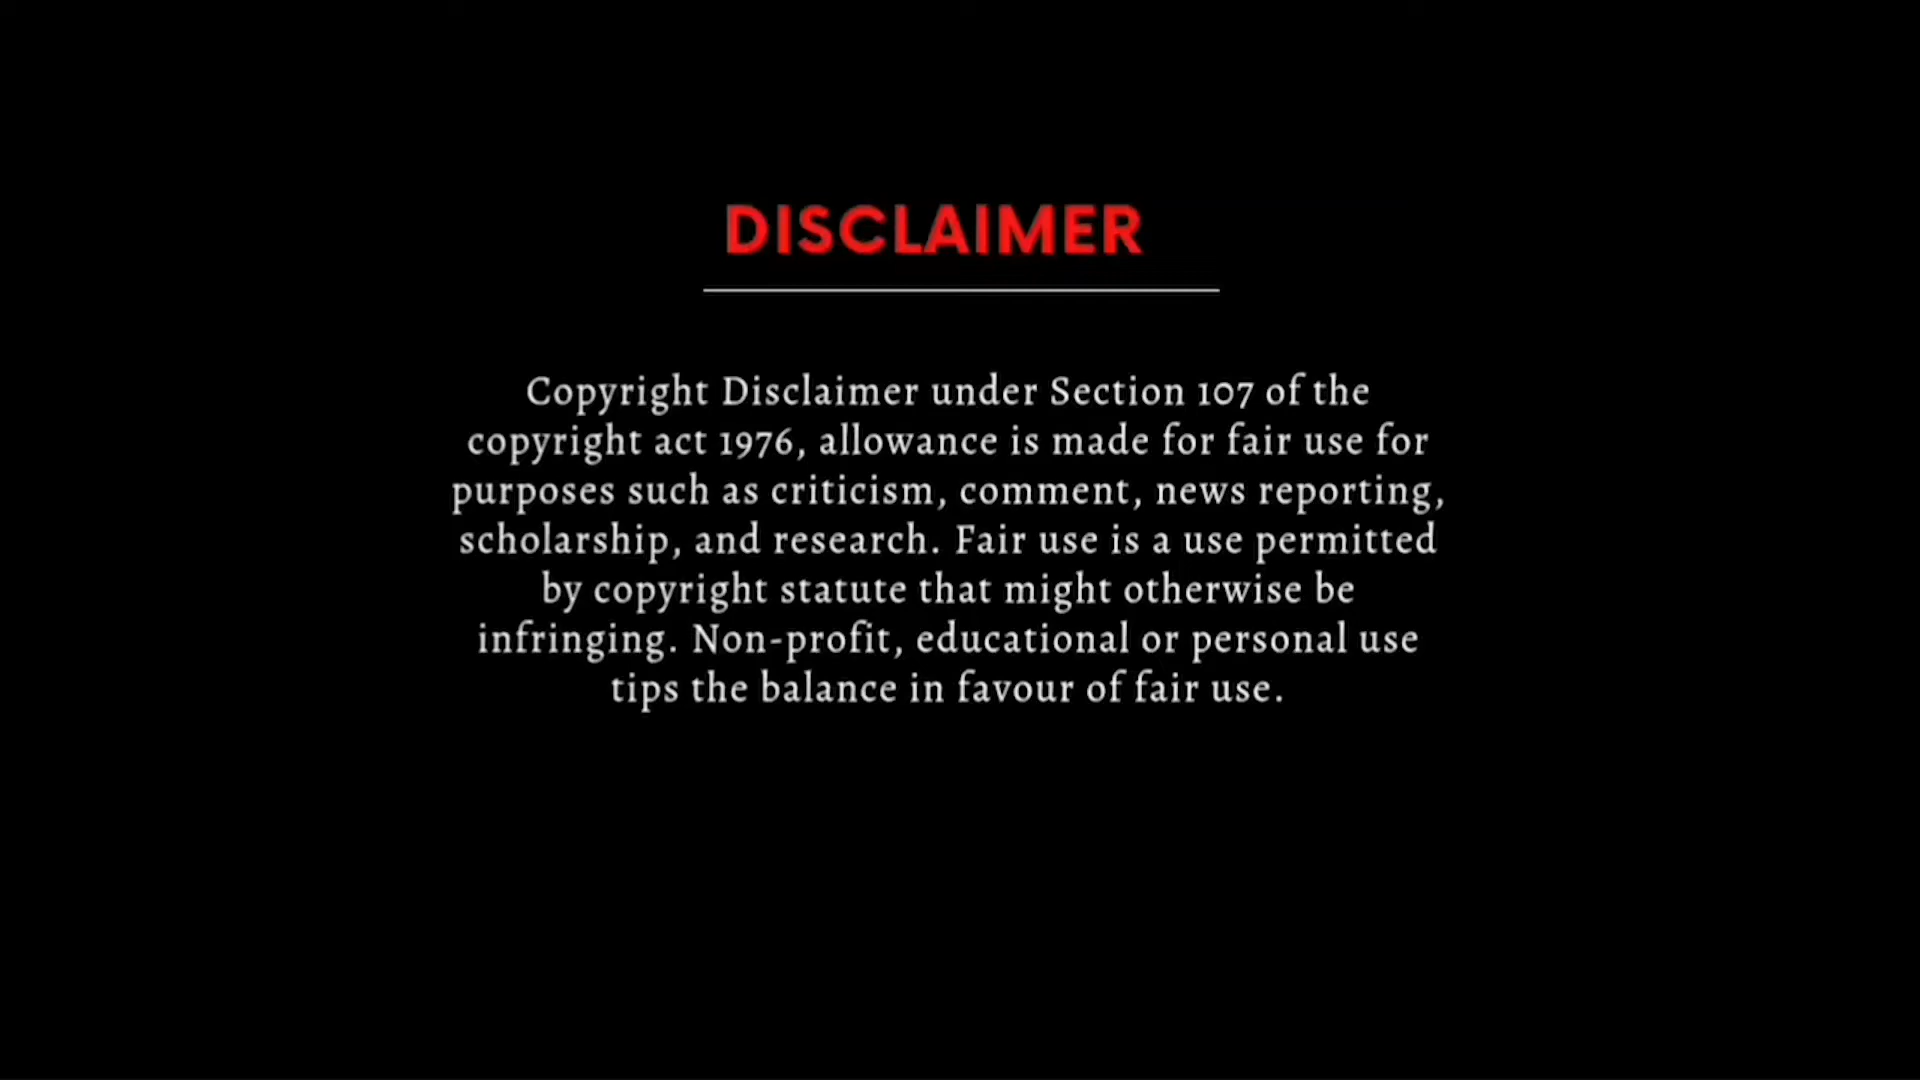 DISCLAIMER
Copyright Disclaimer under Section 107 of the
copyright act 1976, allowance is made for fair use for
purposes such as criticism, comment, news reporting,
scholarship, and research. Fair use is a use permitted
by copyright statute that might otherwise be
infringing. Non-profit, educational or personal use
tips the balance in favour of fair use.